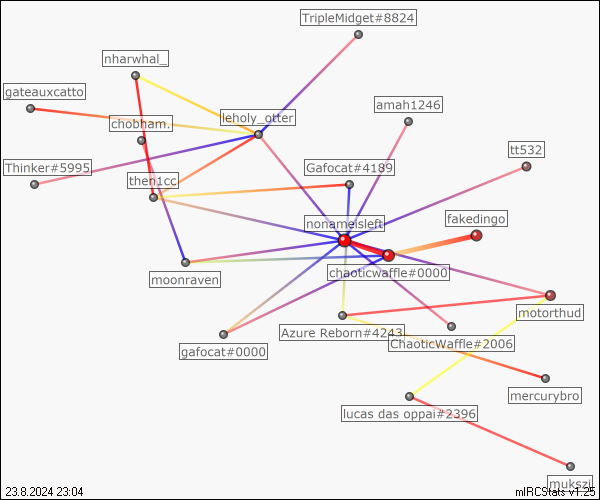 TripleMidget#8824
nharwhal_
gateauxcatto
amah1246
leholy_otter
chobham.
tt532
Thinker#5995
Gafocat#4189
then1cc
fakedingo
nonameisleft
chaoticwaffle#0000
moonraven
motorthud
Azure Reborn#4243
ChaoticWaffle#2006
gafocat#0000
mercurybro
lucas das oppai#2396
mukszi
23.8.2024 23:04
mIRCStats v1.25